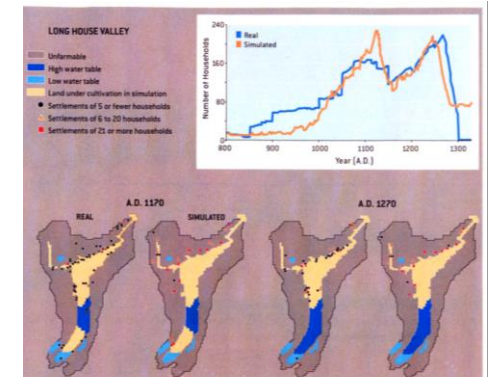 LONG HOUSE VALLEY
Unfarmable
High water table
Low water table
Land under cultivation in simulation
Settlements of 5 or fewer households
Settlements of 6 to 20 households
Settlements of 21 or more households
240
160
80
0
Number of Households
Real
Simulated
800
900
1000
1100
1200
1300
Year (A.D.)
A.D. 1170
A.D. 1270
REAL
SIMULATED
REAL
SIMULATED